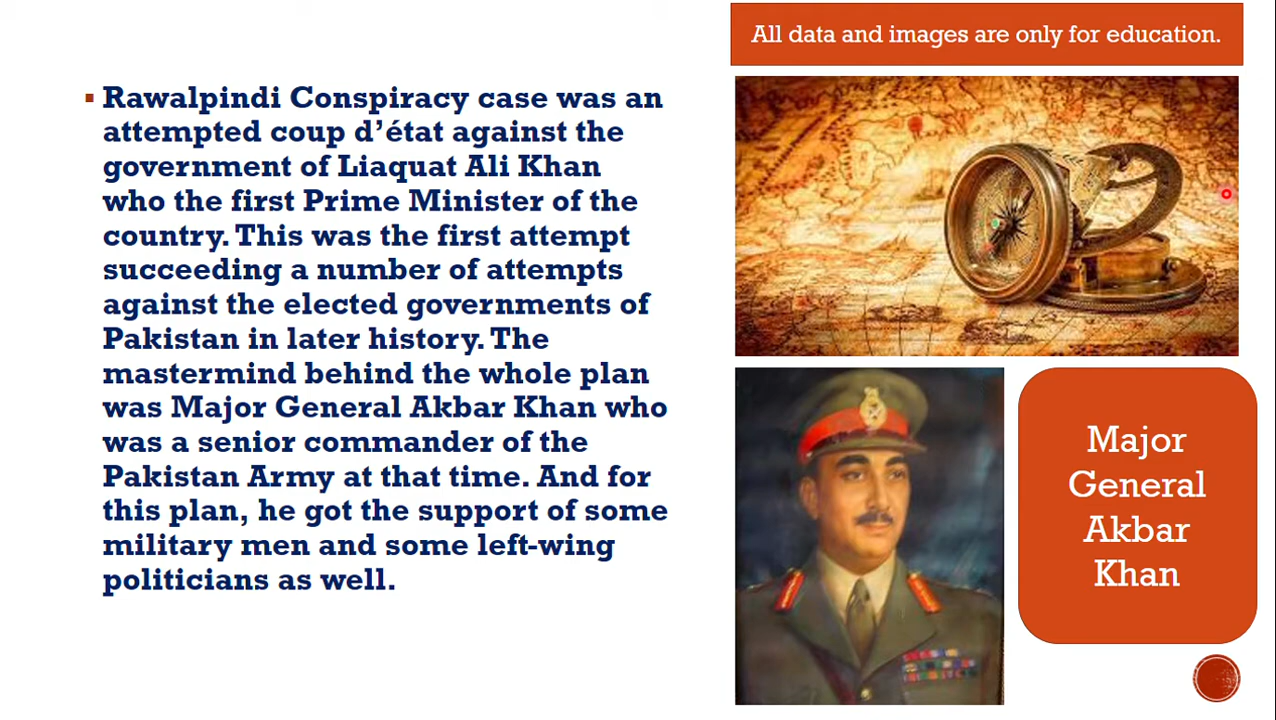 All data and images are only for education.
Rawalpindi Conspiracy case was an
attempted coup d’état against the
government of Liaquat Ali Khan
who the first Prime Minister of the
country. This was the first attempt
succeeding a number of attempts
against the elected governments of
Pakistan in later history. The
mastermind behind the whole plan
was Major General Akbar Khan who
was a senior commander of the
Pakistan Army at that time. And for
this plan, he got the support of some
military men and some left-wing
politicians as well.
Major
General
Akbar
Khan